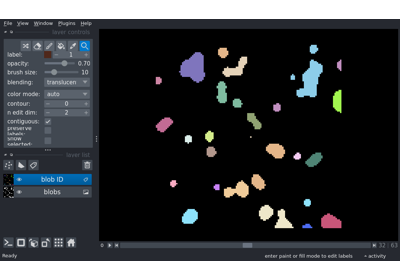 File View Window Plugins Help
layer controls
label: 1
opacity: 0.70
brush size: 10
blending: translucen
color mode: auto
contour: 0
n edit dim: 2
contiguous:
preserve
labels:
show
selected:
layer list
blob ID
blobs
0 32 63
Ready enter paint or fill mode to edit labels activity